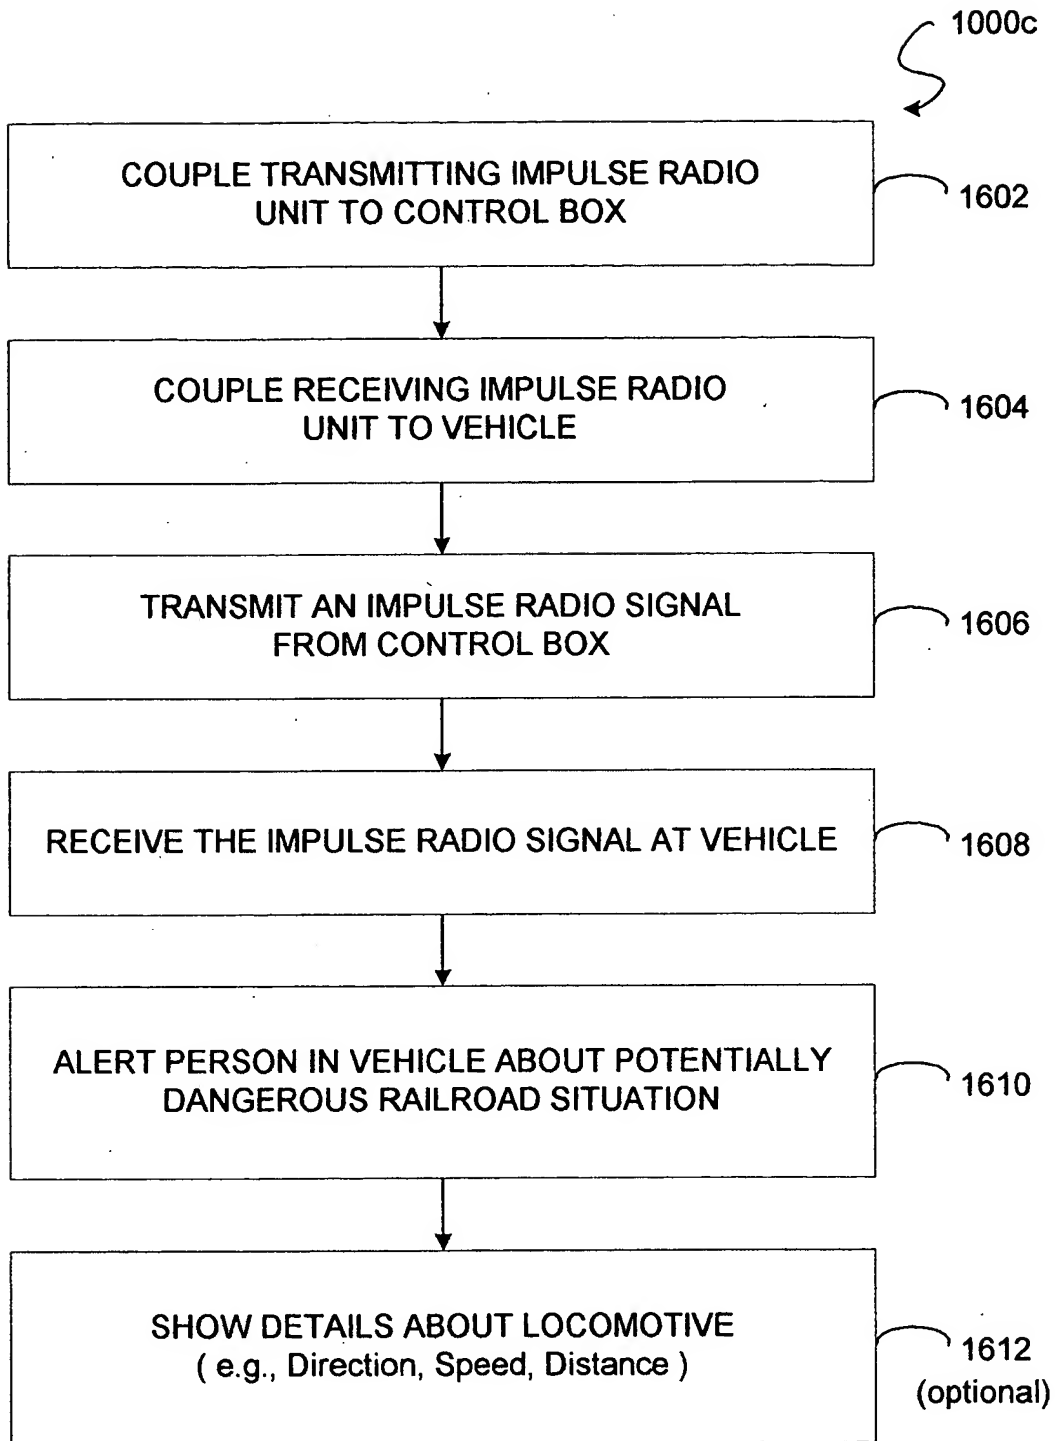 1000c
COUPLE TRANSMITTING IMPULSE RADIO
UNIT TO CONTROL BOX
1602
COUPLE RECEIVING IMPULSE RADIO
UNIT TO VEHICLE
1604
TRANSMIT AN IMPULSE RADIO SIGNAL
FROM CONTROL BOX
1606
RECEIVE THE IMPULSE RADIO SIGNAL AT VEHICLE
1608
ALERT PERSON IN VEHICLE ABOUT POTENTIALLY
DANGEROUS RAILROAD SITUATION
1610
SHOW DETAILS ABOUT LOCOMOTIVE
( e.g., Direction, Speed, Distance )
1612
(optional)